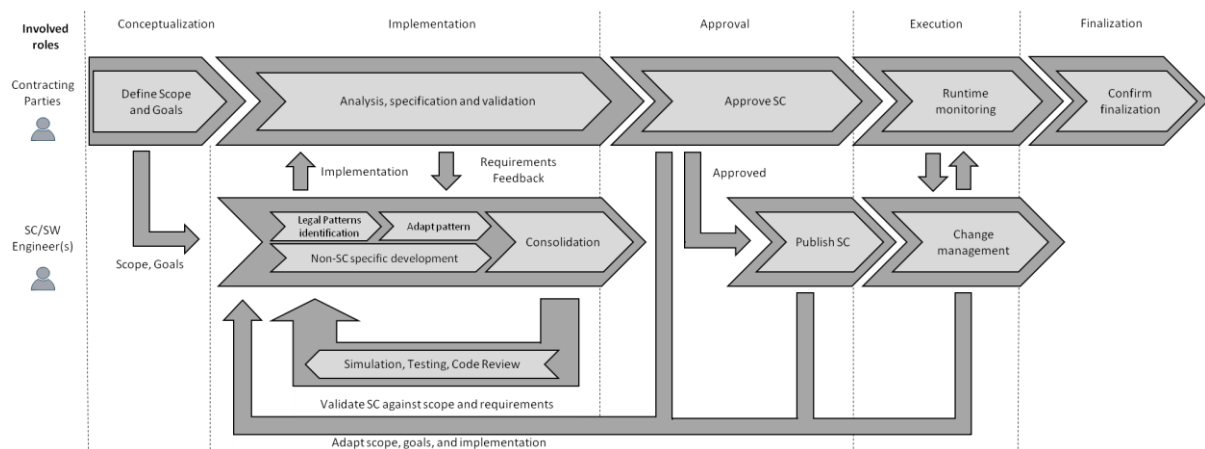 Involved
roles
Conceptualization
Implementation
Approval
Execution
Finalization
Contracting
Parties
Define Scope
and Goals
Analysis, specification and validation
Approve SC
Runtime
monitoring
Confirm
finalization
Implementation
Requirements
Feedback
Approved
SC/SW
Engineer(s)
Scope, Goals
Legal Patterns
identification
Adapt pattern
Non-SC specific development
Consolidation
Publish SC
Change
management
Simulation, Testing, Code Review
Validate SC against scope and requirements
Adapt scope, goals, and implementation